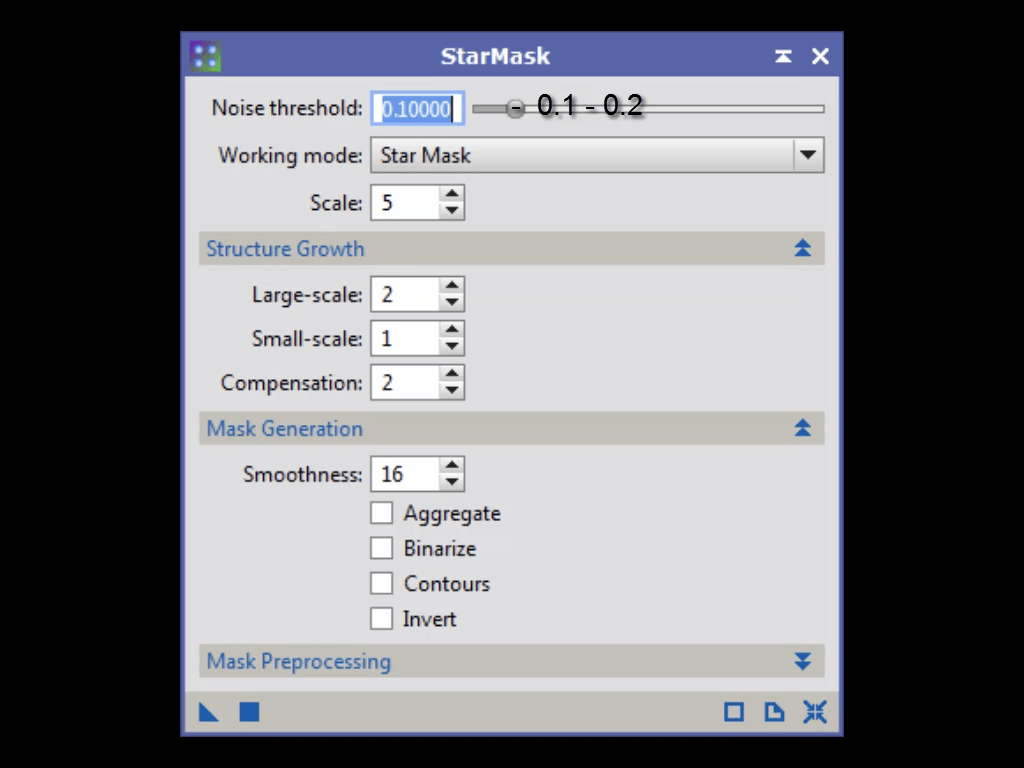 StarMask
Noise threshold: 0.10000 - 0.1 - 0.2
Working mode: Star Mask
Scale: 5
Structure Growth
Large-scale: 2
Small-scale: 1
Compensation: 2
Mask Generation
Smoothness: 16
Aggregate
Binarize
Contours
Invert
Mask Preprocessing